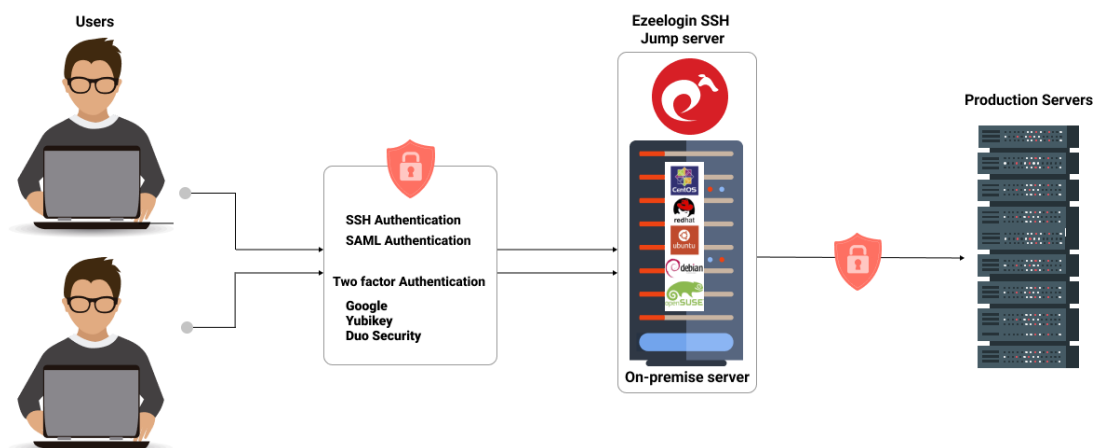 Users
SSH Authentication
SAML Authentication
Two factor Authentication
Google
Yubikey
Duo Security
Ezeelogin SSH
Jump server
CentOS
redhat
ubuntu
debian
openSUSE
On-premise server
Production Servers